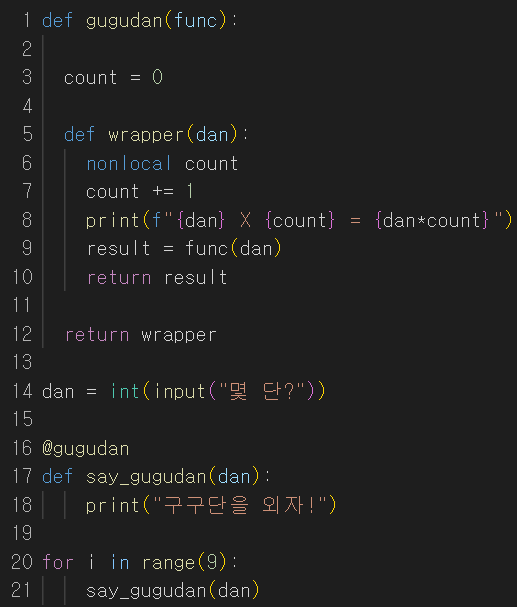 1 def gugudan(func):
2
3 count = 0
4
5 def wrapper(dan):
6 nonlocal count
7 count += 1
8 print(f"{dan} X {count} = {dan*count}")
9 result = func(dan)
10 return result
11
12 return wrapper
13
14 dan = int(input("몇 단?"))
15
16 @gugudan
17 def say_gugudan(dan):
18 print("구구단을 외자!")
19
20 for i in range(9):
21 say_gugudan(dan)